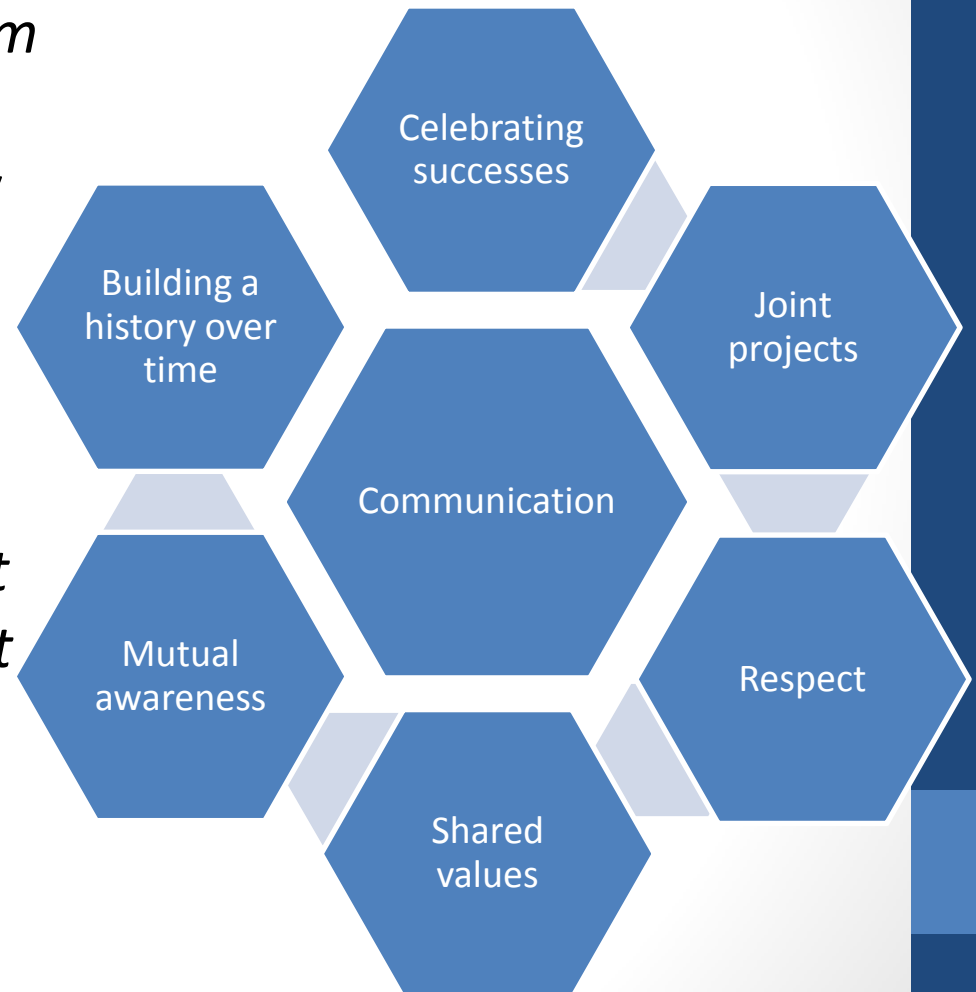 Celebrating
successes
Building a
history over
time
Joint
projects
Communication
Mutual
awareness
Respect
Shared
values